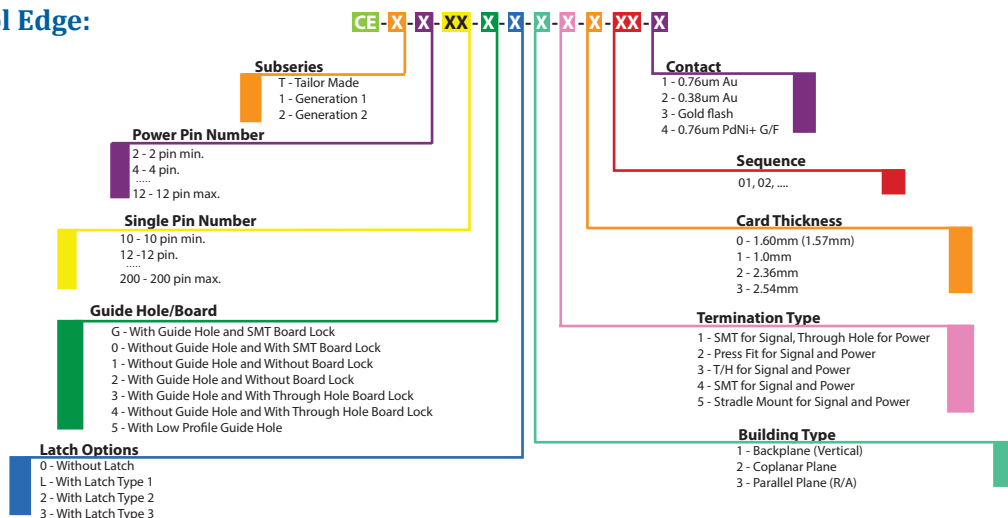 ol Edge:
CE-X-X-XX-X-X-X-X-X-XX-X
Subseries
T - Tailor Made
1 - Generation 1
2 - Generation 2
Power Pin Number
2 - 2 pin min.
4 - 4 pin.
.....
12 - 12 pin max.
Single Pin Number
10 - 10 pin min.
12 -12 pin.
.....
200 - 200 pin max.
Guide Hole/Board
G - With Guide Hole and SMT Board Lock
0 - Without Guide Hole and With SMT Board Lock
1 - Without Guide Hole and Without Board Lock
2 - With Guide Hole and Without Board Lock
3 - With Guide Hole and With Through Hole Board Lock
4 - Without Guide Hole and With Through Hole Board Lock
5 - With Low Profile Guide Hole
Latch Options
0 - Without Latch
L - With Latch Type 1
2 - With Latch Type 2
3 - With Latch Type 3
Contact
1 - 0.76um Au
2 - 0.38um Au
3 - Gold flash
4 - 0.76um PdNi+ G/F
Sequence
01, 02, ....
Card Thickness
0 - 1.60mm (1.57mm)
1 - 1.0mm
2 - 2.36mm
3 - 2.54mm
Termination Type
1 - SMT for Signal, Through Hole for Power
2 - Press Fit for Signal and Power
3 - T/H for Signal and Power
4 - SMT for Signal and Power
5 - Stradle Mount for Signal and Power
Building Type
1 - Backplane (Vertical)
2 - Coplanar Plane
3 - Parallel Plane (R/A)